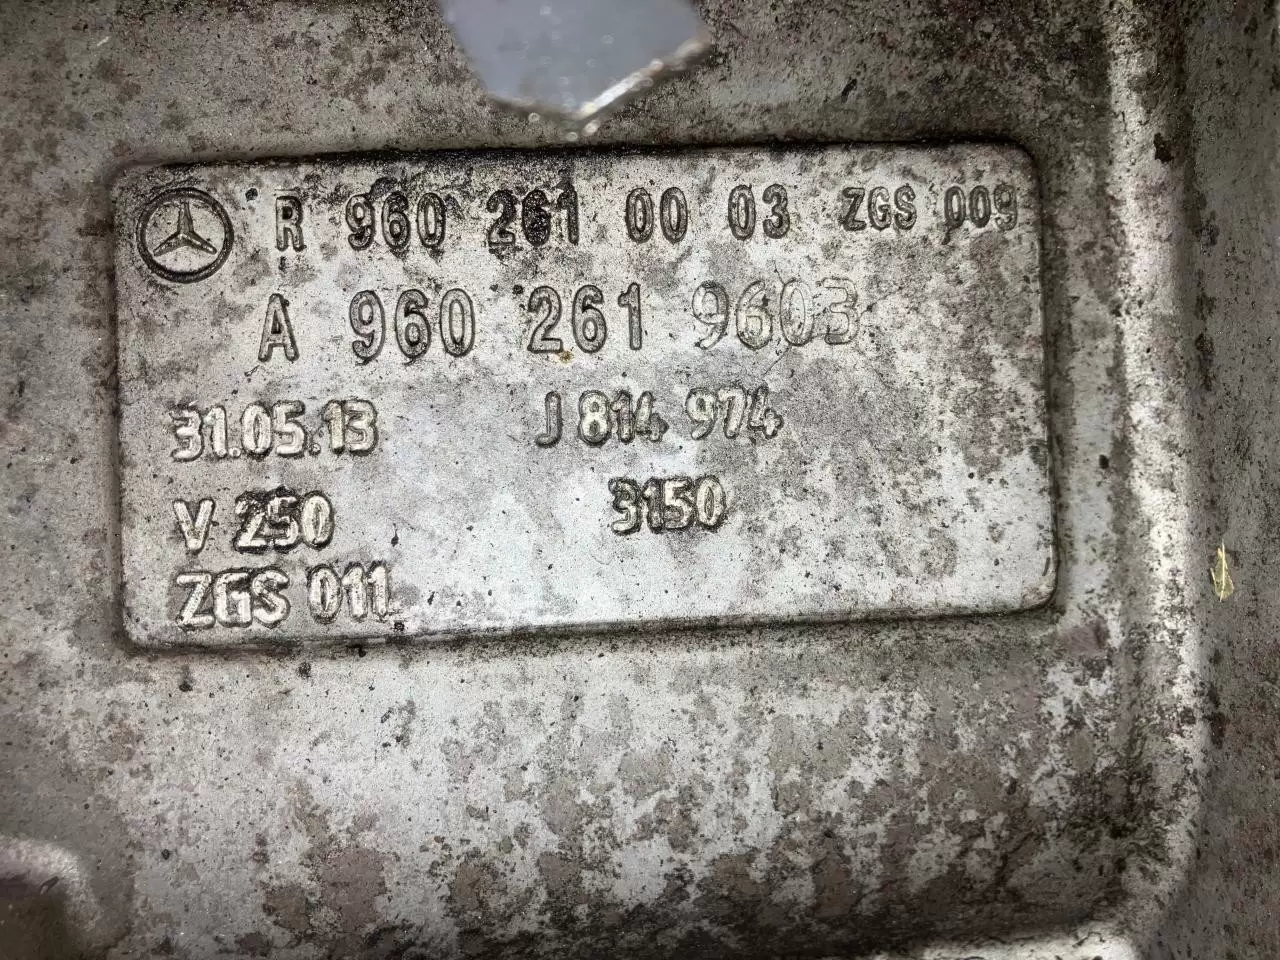 R 960 261 00 03 ZGS 009
A 960 261 9603
31.05.13 J 814 974
V 250 3150
ZGS 011